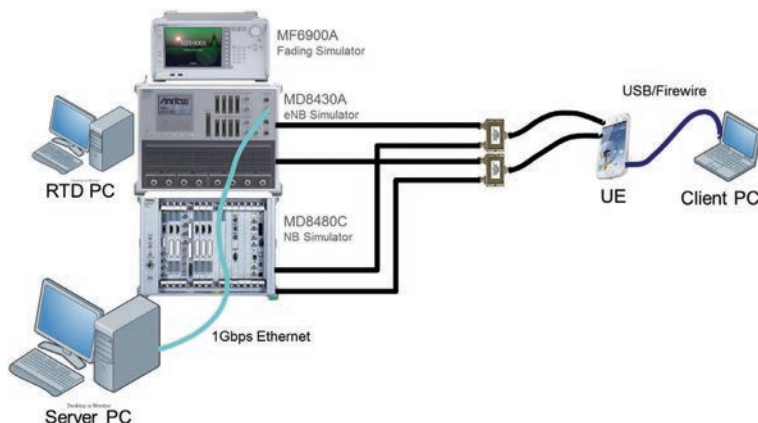 MF6900A
Fading Simulator
MF6900A
MD8430A
eNB Simulator
Anritsu
USB/Firewire
RTD PC
UE
Client PC
MD8480C
NB Simulator
1Gbps Ethernet
Server PC